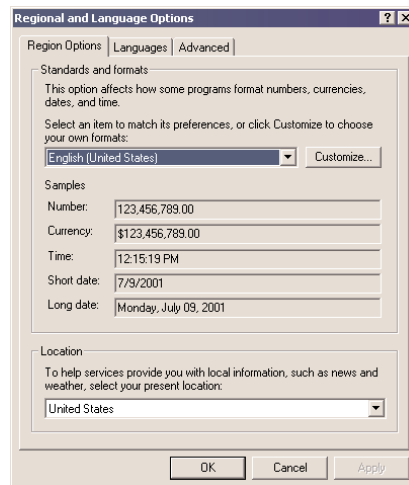 Regional and Language Options
Region Options Languages Advanced
Standards and formats
This option affects how some programs format numbers, currencies,
dates, and time.
Select an item to match its preferences, or click Customize to choose
your own formats:
English (United States) Customize...
Samples
Number: 123,456,789.00
Currency: $123,456,789.00
Time: 12:15:19 PM
Short date: 7/9/2001
Long date: Monday, July 09, 2001
Location
To help services provide you with local information, such as news and
weather, select your present location:
United States
OK Cancel Apply